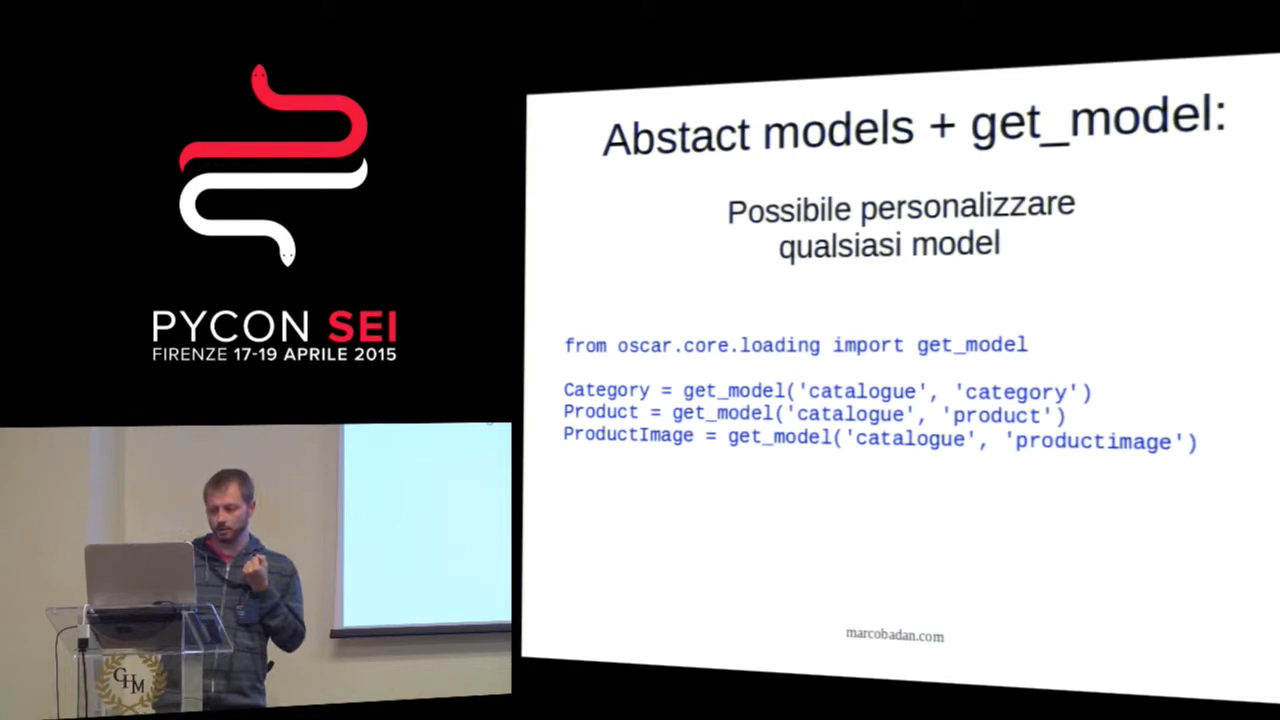 PYCON SEI
FIRENZE 17-19 APRILE 2015
Abstact models + get_model:
Possibile personalizzare
qualsiasi model
from oscar.core.loading import get_model
Category = get_model('catalogue', 'category')
Product = get_model('catalogue', 'product')
ProductImage = get_model('catalogue', 'productimage')
marcobadan.com
GHM